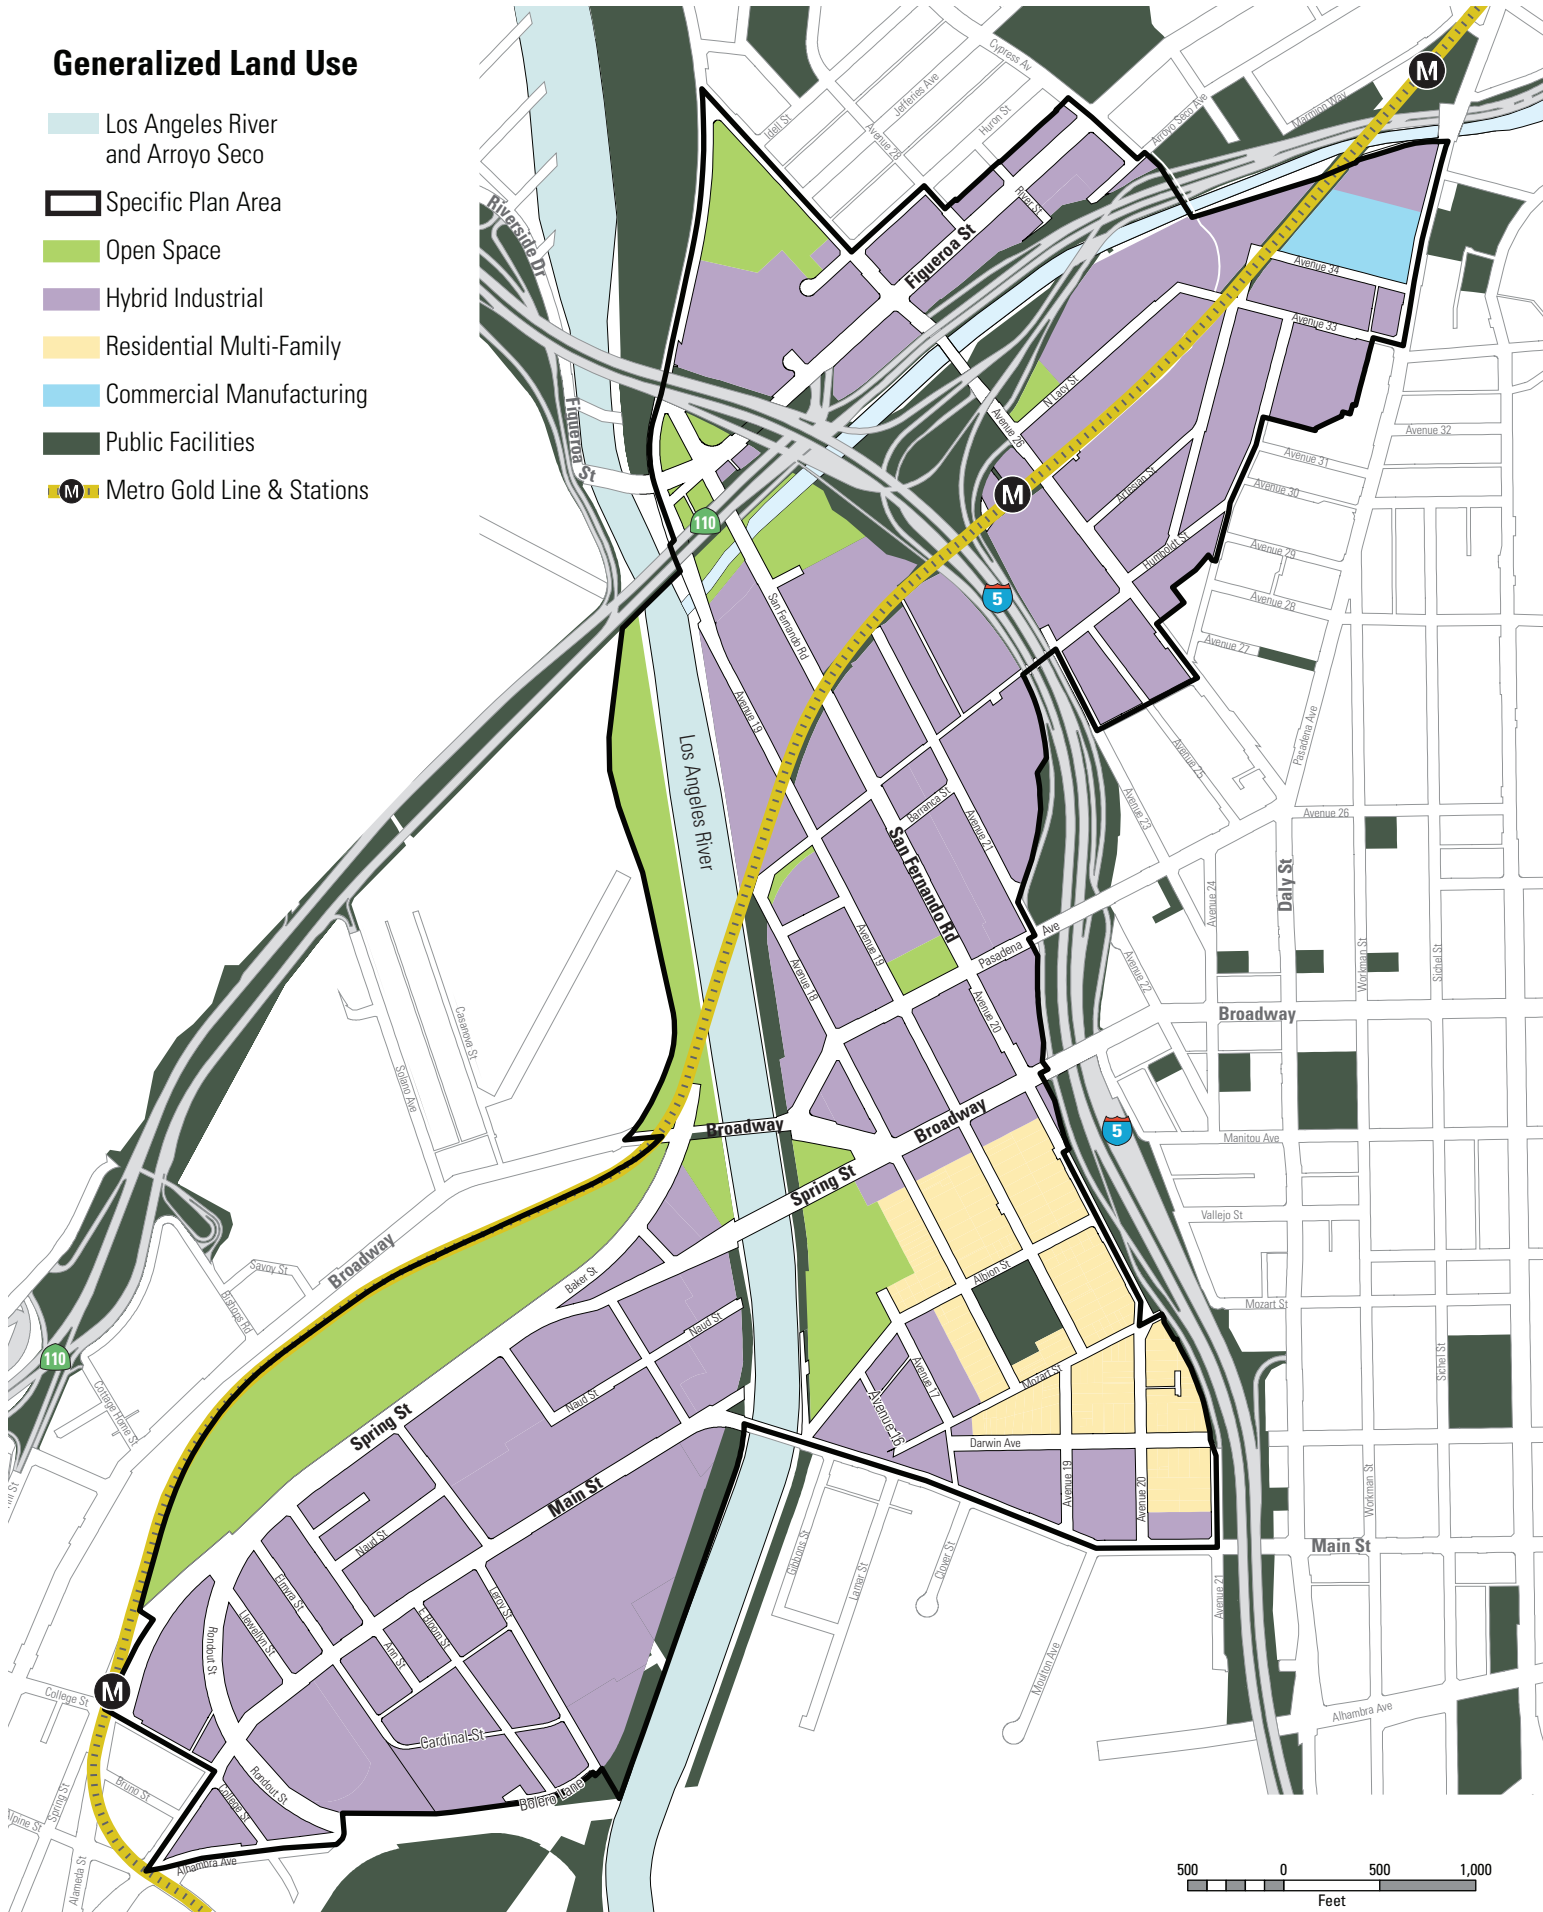 Generalized Land Use
Los Angeles River
and Arroyo Seco
Specific Plan Area
Open Space
Hybrid Industrial
Residential Multi-Family
Commercial Manufacturing
Public Facilities
M
Metro Gold Line & Stations
Cypress Av
Jefferies Ave
Idell St
Avenue 28
Huron St
Arroyo Seco Ave
Marmion Way
M
Riverside Dr
River St
Figueroa St
Avenue 34
Avenue 33
N Lacy St
Avenue 26
Figueroa St
Avenue 32
Avenue 31
Avenue 30
Artesian St
M
110
Humboldt St
Avenue 29
5
San Fernando Rd
Avenue 28
Avenue 27
Avenue 19
Los Angeles River
Pasadena Ave
Avenue 25
Barranca St
Avenue 21
Avenue 23
Avenue 26
San Fernando Rd
Daly St
Avenue 24
Avenue 19
Pasadena Ave
Avenue 18
Avenue 22
Workman St
Sichel St
Avenue 20
Broadway
Casanova St
Solano Ave
Broadway
Broadway
5
Manitou Ave
Spring St
Vallejo St
Savoy St
Broadway
Bishops Rd
Baker St
Albion St
Mozart St
Naud St
110
Cottage Home St
Avenue 17
Mozart St
Sichel St
Naud St
Avenue 16
Spring St
Darwin Ave
Main St
Avenue 19
Avenue 20
Workman St
Naud St
Gibbons St
Lamar St
Clover St
Main St
Elmyra St
Llewellyn St
Leroy St
E Bloom St
Ann St
Rondout St
Avenue 21
Moulton Ave
M
College St
Cardinal St
Alhambra Ave
Rondout St
College St
Bruno St
Spring St
Bolero Lane
Alpine St
Alameda St
Alhambra Ave
500 0 500 1,000
Feet